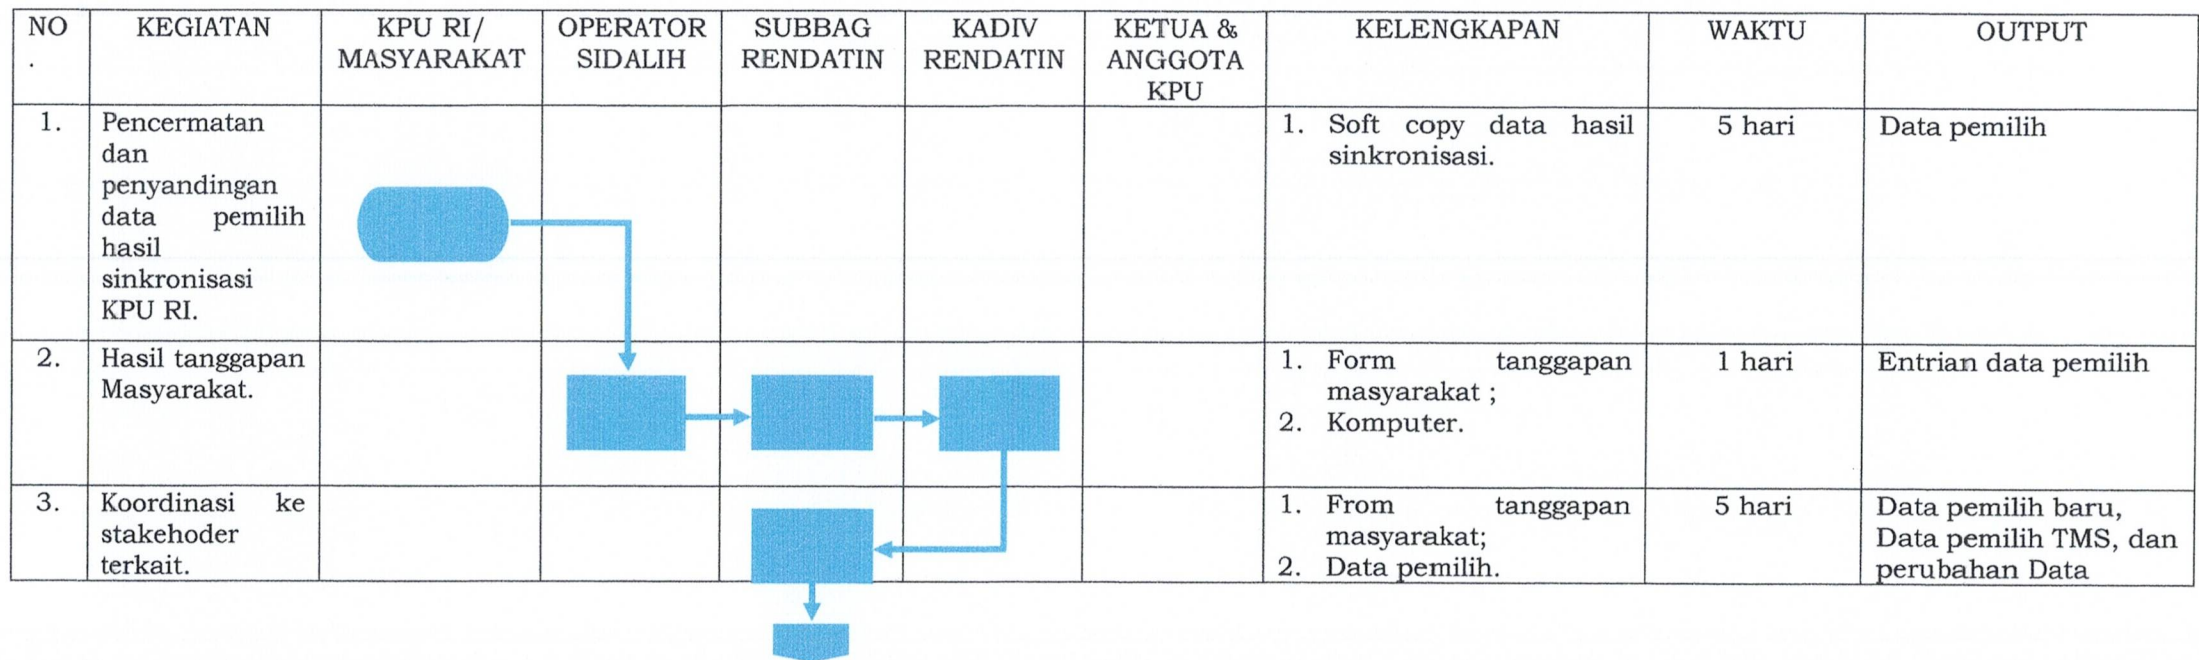 NO
.
KEGIATAN
KPU RI/
MASYARAKAT
OPERATOR
SIDALIH
SUBBAG
RENDATIN
KADIV
RENDATIN
KETUA &
ANGGOTA
KPU
KELENGKAPAN
WAKTU
OUTPUT
1.
Pencermatan
dan
penyandingan
data pemilih
hasil
sinkronisasi
KPU RI.
1. Soft copy data hasil
sinkronisasi.
5 hari
Data pemilih
2.
Hasil tanggapan
Masyarakat.
1. Form tanggapan
masyarakat ;
2. Komputer.
1 hari
Entrian data pemilih
3.
Koordinasi ke
stakehoder
terkait.
1. From tanggapan
masyarakat;
2. Data pemilih.
5 hari
Data pemilih baru,
Data pemilih TMS, dan
perubahan Data